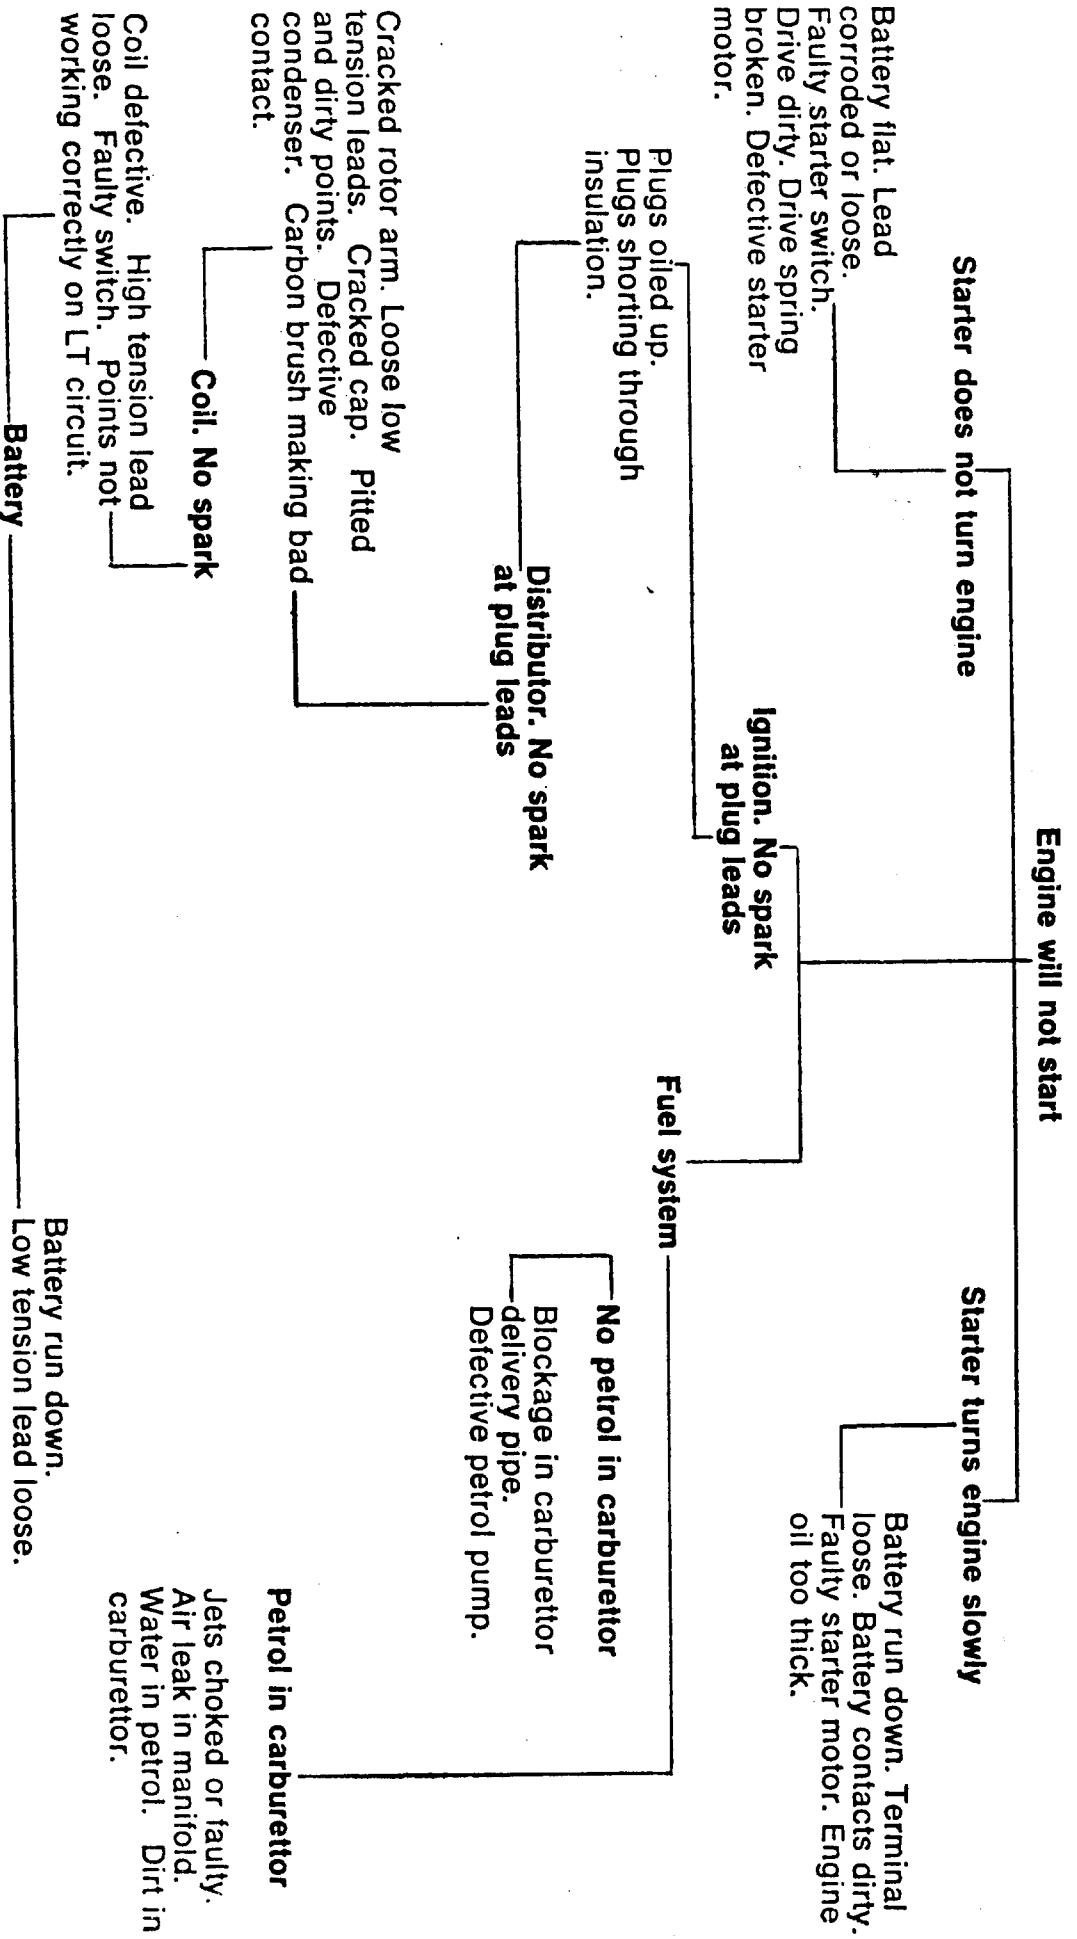 Engine will not start
Starter does not turn engine
Battery flat. Lead
corroded or loose.
Faulty starter switch.
Drive dirty. Drive spring
broken. Defective starter
motor.
Starter turns engine slowly
Battery run down. Terminal
loose. Battery contacts dirty.
Faulty starter motor. Engine
oil too thick.
Ignition. No spark
at plug leads
Plugs oiled up.
Plugs shorting through
insulation.
Distributor. No spark
at plug leads
Cracked rotor arm. Loose low
tension leads. Cracked cap. Pitted
and dirty points. Defective
condenser. Carbon brush making bad
contact.
Coil. No spark
Coil defective. High tension lead
loose. Faulty switch. Points not
working correctly on LT circuit.
Battery
Battery run down.
Low tension lead loose.
Fuel system
No petrol in carburettor
Blockage in carburettor
delivery pipe.
Defective petrol pump.
Petrol in carburettor
Jets choked or faulty.
Air leak in manifold.
Water in petrol. Dirt in
carburettor.